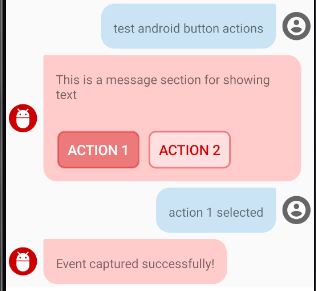 test android button actions
This is a message section for showing
text
ACTION 1 ACTION 2
action 1 selected
Event captured successfully!